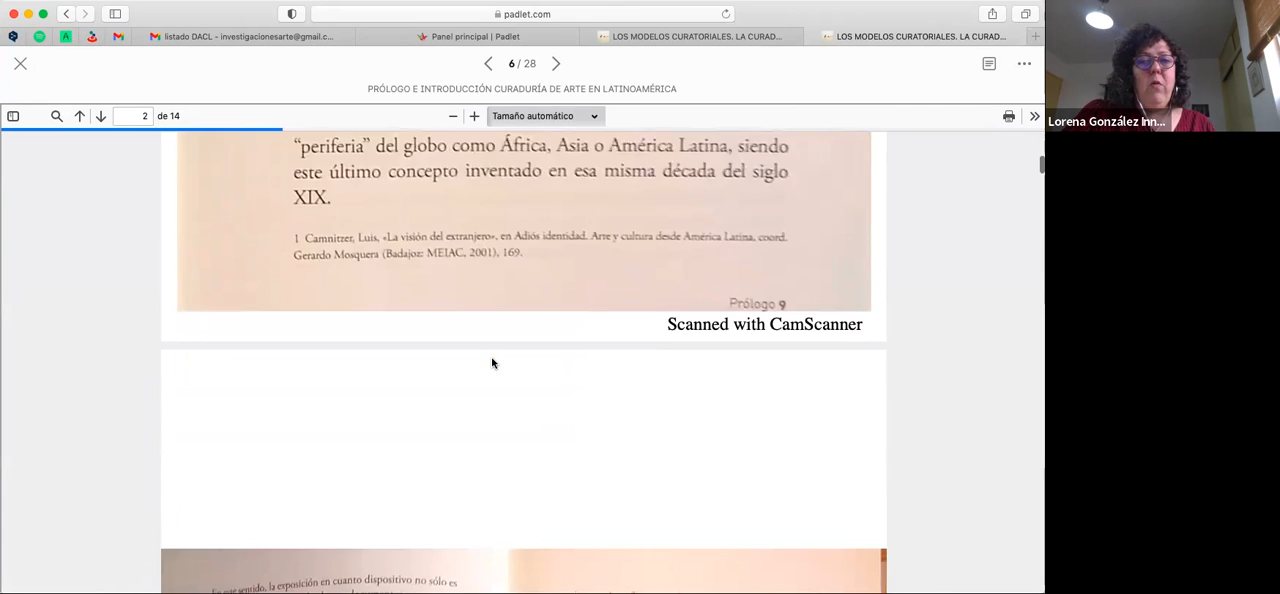 padlet.com
listado DACL - investigacionesarte@gmail.c...
Panel principal | Padlet
LOS MODELOS CURATORIALES. LA CURAD...
LOS MODELOS CURATORIALES. LA CURAD...
6 / 28
PRÓLOGO E INTRODUCCIÓN CURADURÍA DE ARTE EN LATINOAMÉRICA
2 de 14
Tamaño automático
Lorena González Inn...
“periferia” del globo como África, Asia o América Latina, siendo
este último concepto inventado en esa misma década del siglo
XIX.
1 Camnitzer, Luis, «La visión del extranjero», en Adiós identidad. Arte y cultura desde América Latina, coord.
Gerardo Mosquera (Badajoz: MEIAC, 2001), 169.
Prólogo 9
Scanned with CamScanner
En este sentido, la exposición en cuanto dispositivo no sólo es